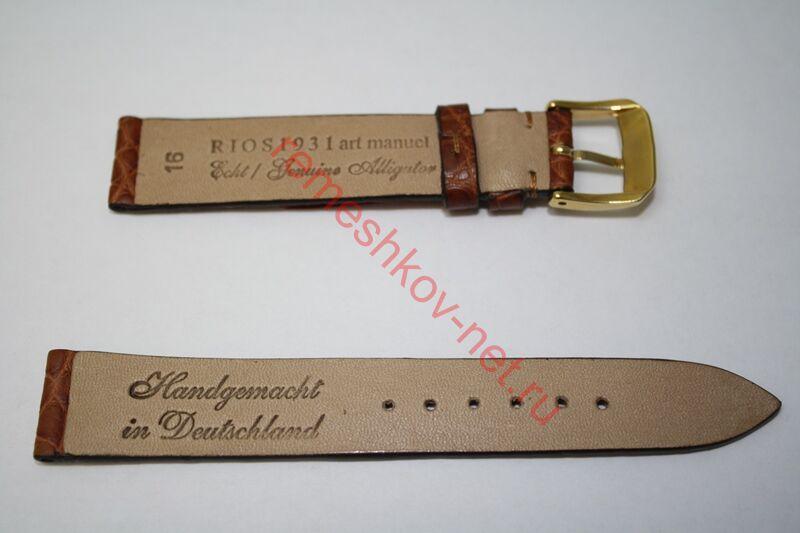 16
RIOS1931 art manuel
Echt / Genuine Alligator
remeshkov-net.ru
Handgemacht
in Deutschland